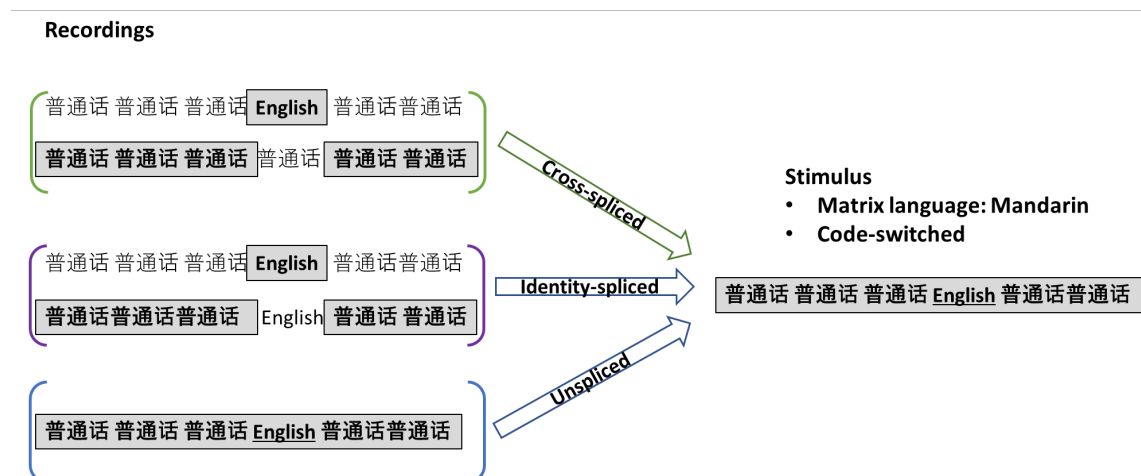 Recordings
普通话 普通话 普通话 English 普通话普通话
普通话 普通话 普通话 普通话 普通话 普通话
Cross-spliced
普通话 普通话 普通话 English 普通话普通话
普通话普通话普通话 English 普通话 普通话
Identity-spliced
普通话 普通话 普通话 English 普通话普通话
Unspliced
Stimulus
• Matrix language: Mandarin
• Code-switched
普通话 普通话 普通话 English 普通话普通话